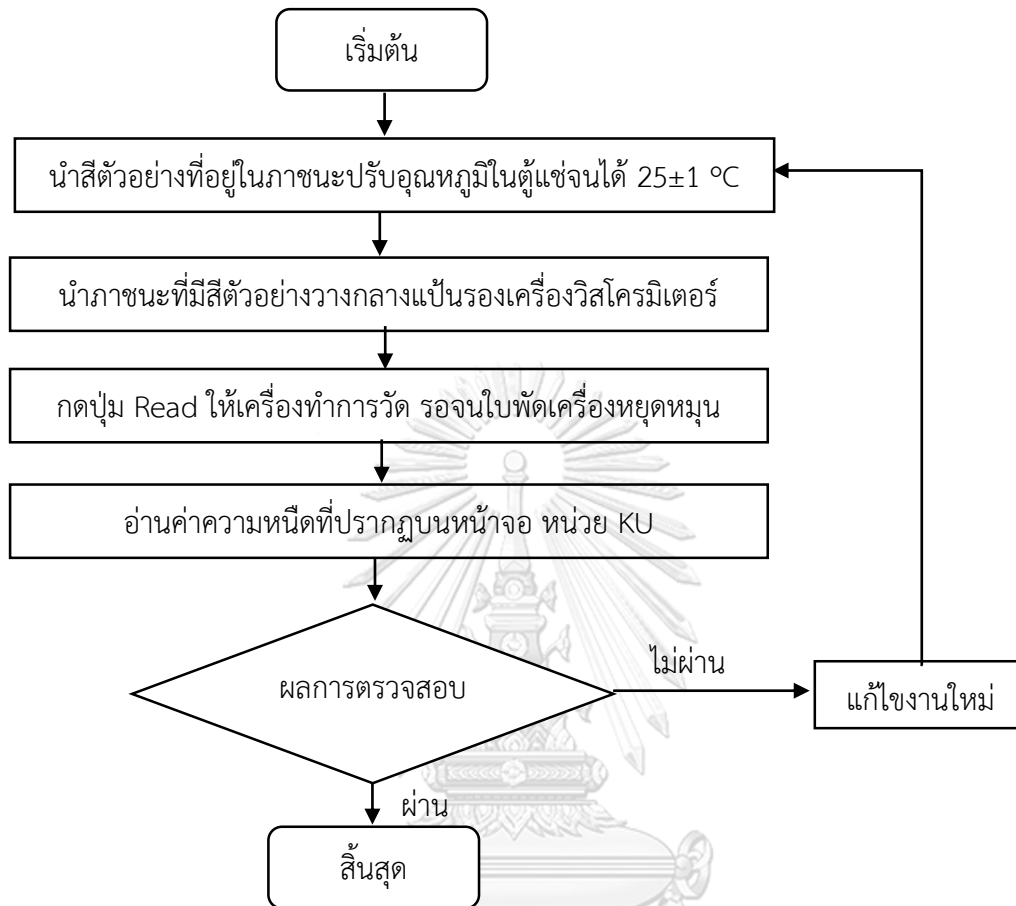 เริ่มต้น
นำสีตัวอย่างที่อยู่ในภาชนะปรับอุณหภูมิในตู้แช่จนได้ 25±1 °C
นำภาชนะที่มีสีตัวอย่างวางกลางแป้นรองเครื่องวิสโครมิเตอร์
กดปุ่ม Read ให้เครื่องทำการวัด รอจนใบพัดเครื่องหยุดหมุน
อ่านค่าความหนืดที่ปรากฏบนหน้าจอ หน่วย KU
ผลการตรวจสอบ
ไม่ผ่าน
แก้ไขงานใหม่
ผ่าน
สิ้นสุด